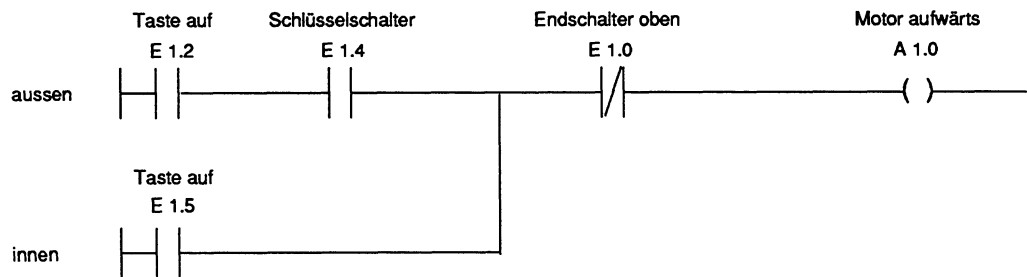 Taste auf Schlüsselschalter Endschalter oben Motor aufwärts
E 1.2 E 1.4 E 1.0 A 1.0
aussen
Taste auf
E 1.5
innen